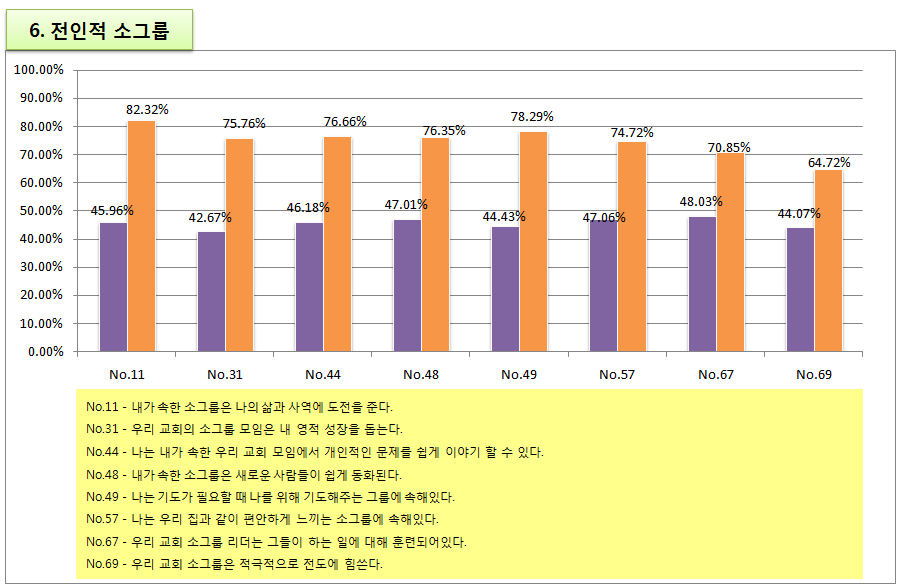 6. 전인적 소그룹
100.00%
90.00%
80.00%
70.00%
60.00%
50.00%
40.00%
30.00%
20.00%
10.00%
0.00%
82.32%
75.76%
76.66%
76.35%
78.29%
74.72%
70.85%
64.72%
45.96%
42.67%
46.18%
47.01%
44.43%
47.06%
48.03%
44.07%
No.11 No.31 No.44 No.48 No.49 No.57 No.67 No.69
No.11 - 내가 속한 소그룹은 나의 삶과 사역에 도전을 준다.
No.31 - 우리 교회의 소그룹 모임은 내 영적 성장을 돕는다.
No.44 - 나는 내가 속한 우리 교회 모임에서 개인적인 문제를 쉽게 이야기 할 수 있다.
No.48 - 내가 속한 소그룹은 새로운 사람들이 쉽게 동화된다.
No.49 - 나는 기도가 필요할 때 나를 위해 기도해주는 그룹에 속해있다.
No.57 - 나는 우리 집과 같이 편안하게 느끼는 소그룹에 속해있다.
No.67 - 우리 교회 소그룹 리더는 그들이 하는 일에 대해 훈련되어있다.
No.69 - 우리 교회 소그룹은 적극적으로 전도에 힘쓴다.